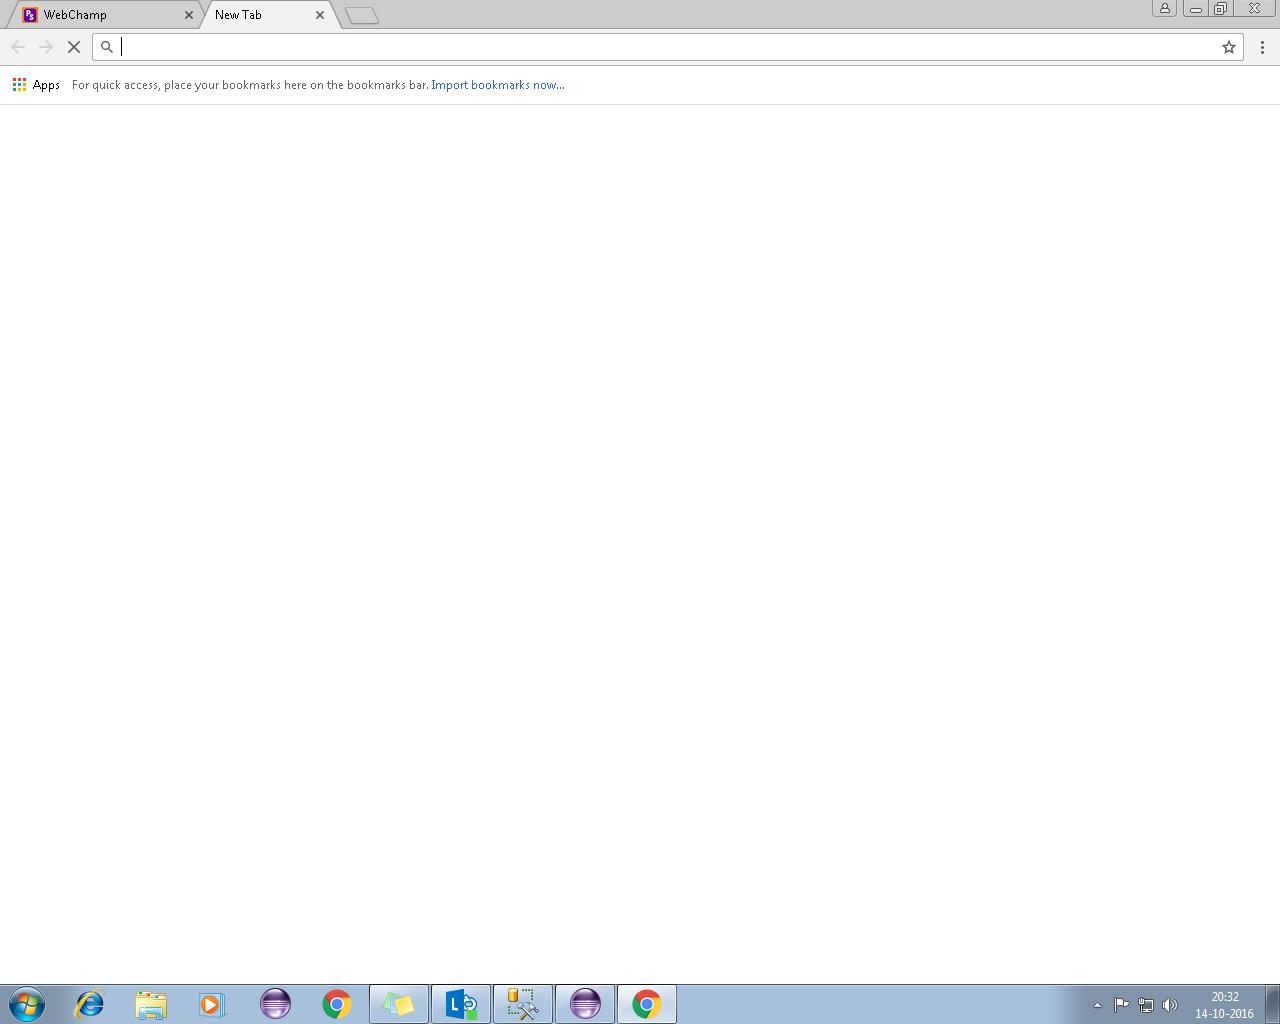 WebChamp
New Tab
Apps For quick access, place your bookmarks here on the bookmarks bar. Import bookmarks now...
20:32
14-10-2016